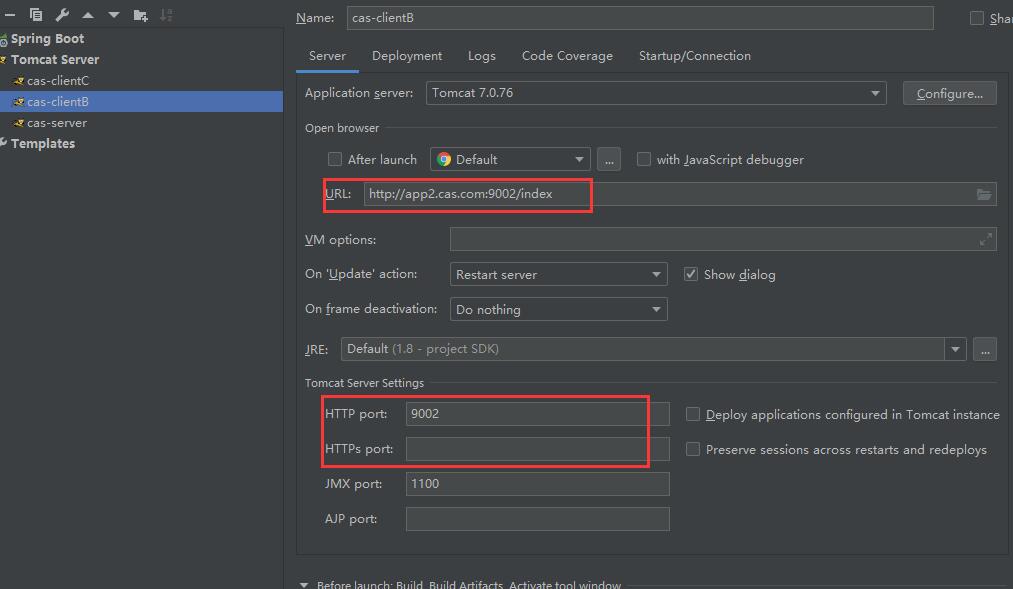 Name: cas-clientB Shar
Spring Boot
Tomcat Server
cas-clientC
cas-clientB
cas-server
Templates
Server Deployment Logs Code Coverage Startup/Connection
Application server: Tomcat 7.0.76 Configure...
Open browser
After launch Default ... with JavaScript debugger
URL: http://app2.cas.com:9002/index
VM options:
On 'Update' action: Restart server Show dialog
On frame deactivation: Do nothing
JRE: Default (1.8 - project SDK) ...
Tomcat Server Settings
HTTP port: 9002 Deploy applications configured in Tomcat instance
HTTPs port: Preserve sessions across restarts and redeploys
JMX port: 1100
AJP port:
Before launch: Build, Build Artifacts, Activate tool window